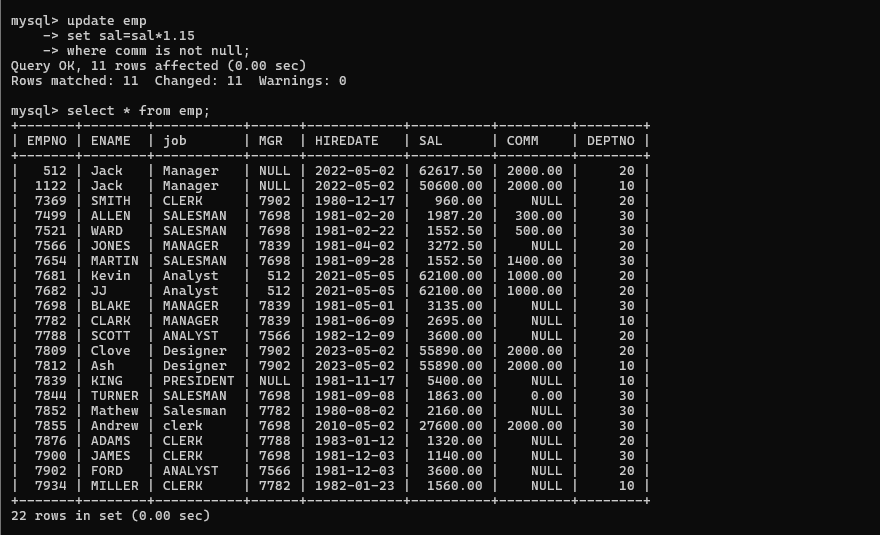 mysql> update emp
    -> set sal=sal*1.15
    -> where comm is not null;
Query OK, 11 rows affected (0.00 sec)
Rows matched: 11  Changed: 11  Warnings: 0

mysql> select * from emp;
+-------+--------+-----------+------+------------+----------+---------+--------+
| EMPNO | ENAME  | job       | MGR  | HIREDATE   | SAL      | COMM    | DEPTNO |
+-------+--------+-----------+------+------------+----------+---------+--------+
|   512 | Jack   | Manager   | NULL | 2022-05-02 | 62617.50 | 2000.00 |     20 |
|  1122 | Jack   | Manager   | NULL | 2022-05-02 | 50600.00 | 2000.00 |     10 |
|  7369 | SMITH  | CLERK     | 7902 | 1980-12-17 |   960.00 |    NULL |     20 |
|  7499 | ALLEN  | SALESMAN  | 7698 | 1981-02-20 |  1987.20 |  300.00 |     30 |
|  7521 | WARD   | SALESMAN  | 7698 | 1981-02-22 |  1552.50 |  500.00 |     30 |
|  7566 | JONES  | MANAGER   | 7839 | 1981-04-02 |  3272.50 |    NULL |     20 |
|  7654 | MARTIN | SALESMAN  | 7698 | 1981-09-28 |  1552.50 | 1400.00 |     30 |
|  7681 | Kevin  | Analyst   |  512 | 2021-05-05 | 62100.00 | 1000.00 |     20 |
|  7682 | JJ     | Analyst   |  512 | 2021-05-05 | 62100.00 | 1000.00 |     20 |
|  7698 | BLAKE  | MANAGER   | 7839 | 1981-05-01 |  3135.00 |    NULL |     30 |
|  7782 | CLARK  | MANAGER   | 7839 | 1981-06-09 |  2695.00 |    NULL |     10 |
|  7788 | SCOTT  | ANALYST   | 7566 | 1982-12-09 |  3600.00 |    NULL |     20 |
|  7809 | Clove  | Designer  | 7902 | 2023-05-02 | 55890.00 | 2000.00 |     20 |
|  7812 | Ash    | Designer  | 7902 | 2023-05-02 | 55890.00 | 2000.00 |     10 |
|  7839 | KING   | PRESIDENT | NULL | 1981-11-17 |  5400.00 |    NULL |     10 |
|  7844 | TURNER | SALESMAN  | 7698 | 1981-09-08 |  1863.00 |    0.00 |     30 |
|  7852 | Mathew | Salesman  | 7782 | 1980-08-02 |  2160.00 |    NULL |     30 |
|  7855 | Andrew | clerk     | 7698 | 2010-05-02 | 27600.00 | 2000.00 |     30 |
|  7876 | ADAMS  | CLERK     | 7788 | 1983-01-12 |  1320.00 |    NULL |     20 |
|  7900 | JAMES  | CLERK     | 7698 | 1981-12-03 |  1140.00 |    NULL |     30 |
|  7902 | FORD   | ANALYST   | 7566 | 1981-12-03 |  3600.00 |    NULL |     20 |
|  7934 | MILLER | CLERK     | 7782 | 1982-01-23 |  1560.00 |    NULL |     10 |
+-------+--------+-----------+------+------------+----------+---------+--------+
22 rows in set (0.00 sec)